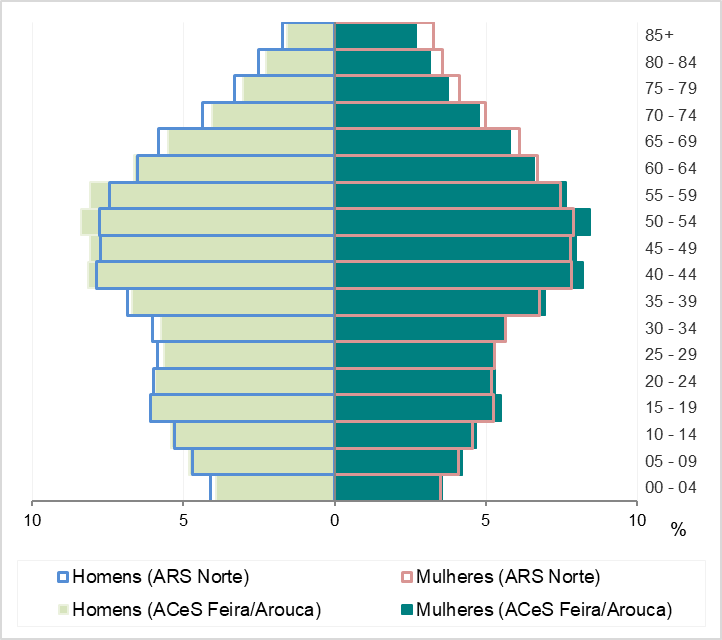 85+
80 - 84
75 - 79
70 - 74
65 - 69
60 - 64
55 - 59
50 - 54
45 - 49
40 - 44
35 - 39
30 - 34
25 - 29
20 - 24
15 - 19
10 - 14
05 - 09
00 - 04
10 5 0 5 10
%
Homens (ARS Norte) Mulheres (ARS Norte)
Homens (ACeS Feira/Arouca) Mulheres (ACeS Feira/Arouca)